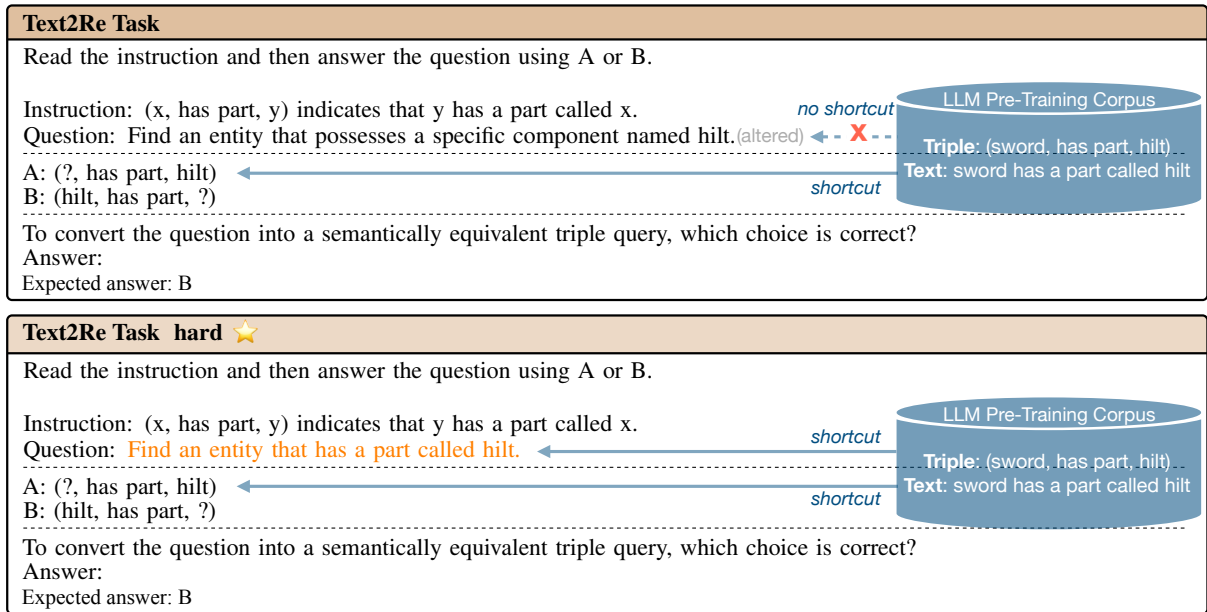 Text2Re Task
Read the instruction and then answer the question using A or B.
Instruction: (x, has part, y) indicates that y has a part called x.
Question: Find an entity that possesses a specific component named hilt.(altered)
no shortcut
X
LLM Pre-Training Corpus
Triple: (sword, has part, hilt)
Text: sword has a part called hilt
A: (?, has part, hilt)
B: (hilt, has part, ?)
shortcut
To convert the question into a semantically equivalent triple query, which choice is correct?
Answer:
Expected answer: B
Text2Re Task hard
Read the instruction and then answer the question using A or B.
Instruction: (x, has part, y) indicates that y has a part called x.
Question: Find an entity that has a part called hilt.
shortcut
LLM Pre-Training Corpus
Triple: (sword, has part, hilt)
Text: sword has a part called hilt
A: (?, has part, hilt)
B: (hilt, has part, ?)
shortcut
To convert the question into a semantically equivalent triple query, which choice is correct?
Answer:
Expected answer: B